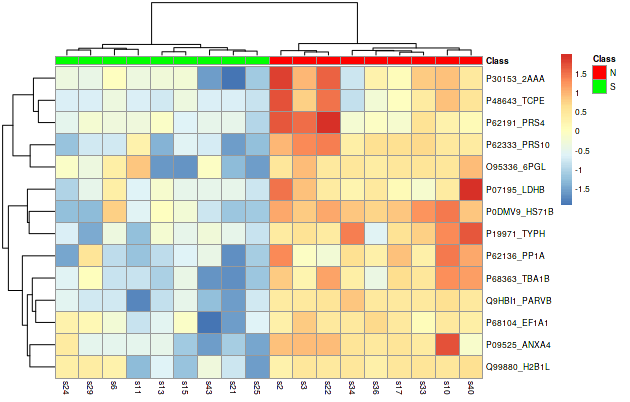 Class
Class
N
S
P30153_2AAA
P48643_TCPE
P62191_PRS4
P62333_PRS10
O95336_6PGL
P07195_LDHB
P0DMV9_HS71B
P19971_TYPH
P62136_PP1A
P68363_TBA1B
Q9HBI1_PARVB
P68104_EF1A1
P09525_ANXA4
Q99880_H2B1L
1.5
1
0.5
0
-0.5
-1
-1.5
s24 s29 s6 s11 s13 s15 s43 s21 s25 s2 s3 s22 s34 s36 s17 s33 s10 s40